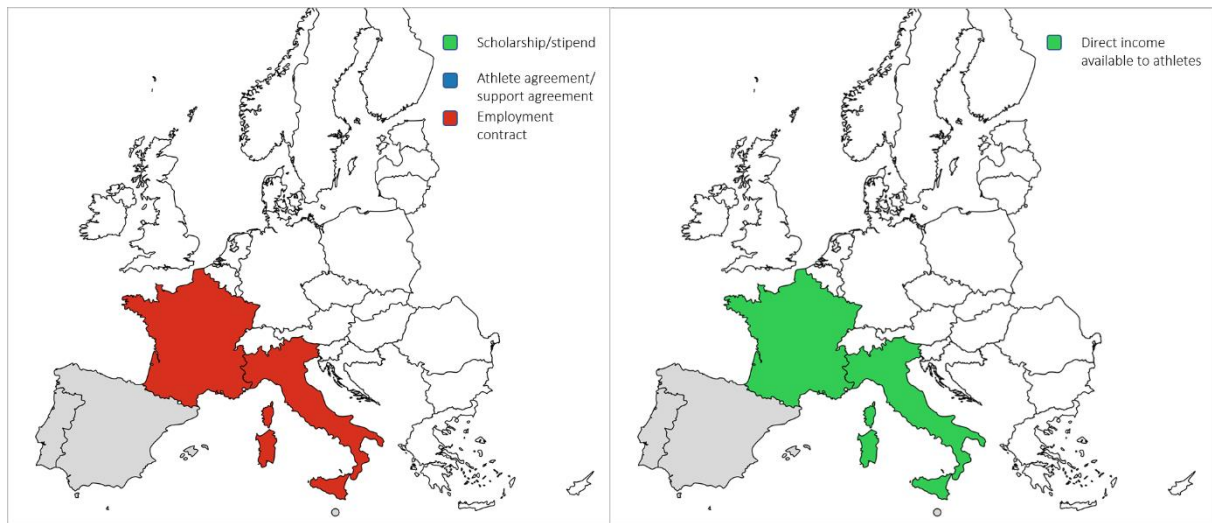 Scholarship/stipend
Athlete agreement/
support agreement
Employment
contract
Direct income
available to athletes